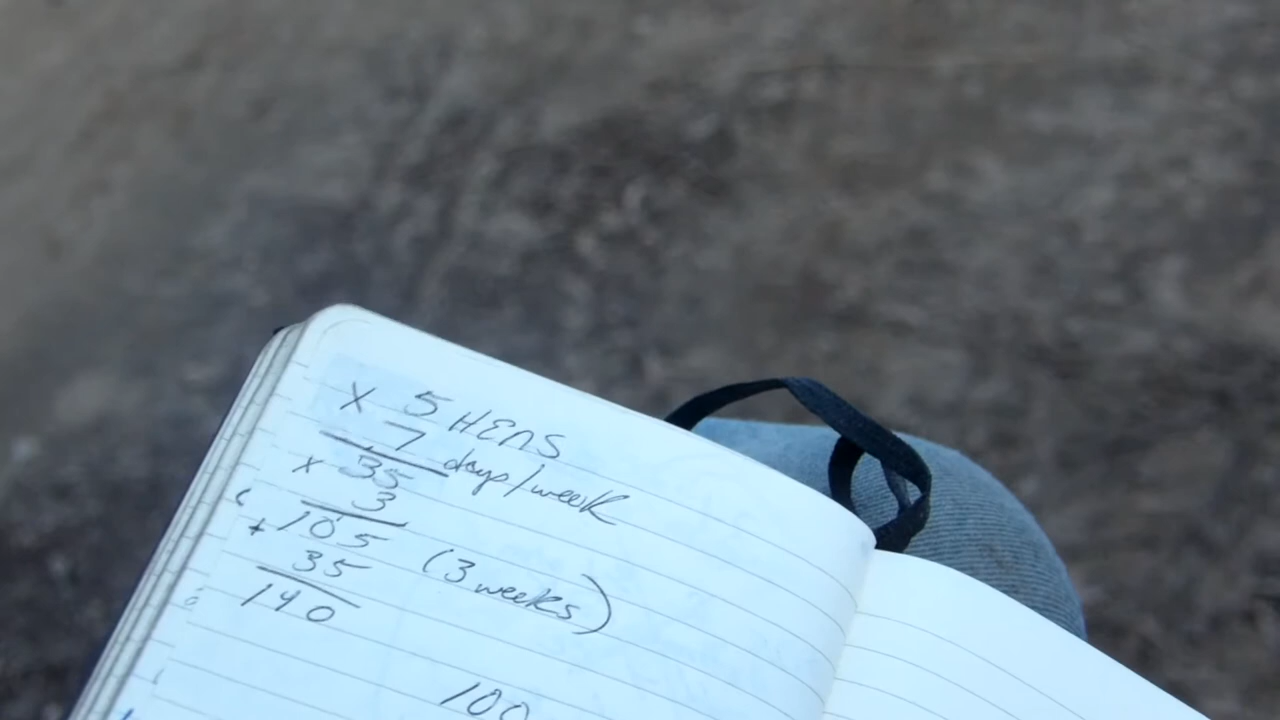 5 HENS
x 7 days/week
35
x 3
105 (3 weeks)
+ 35
140
100